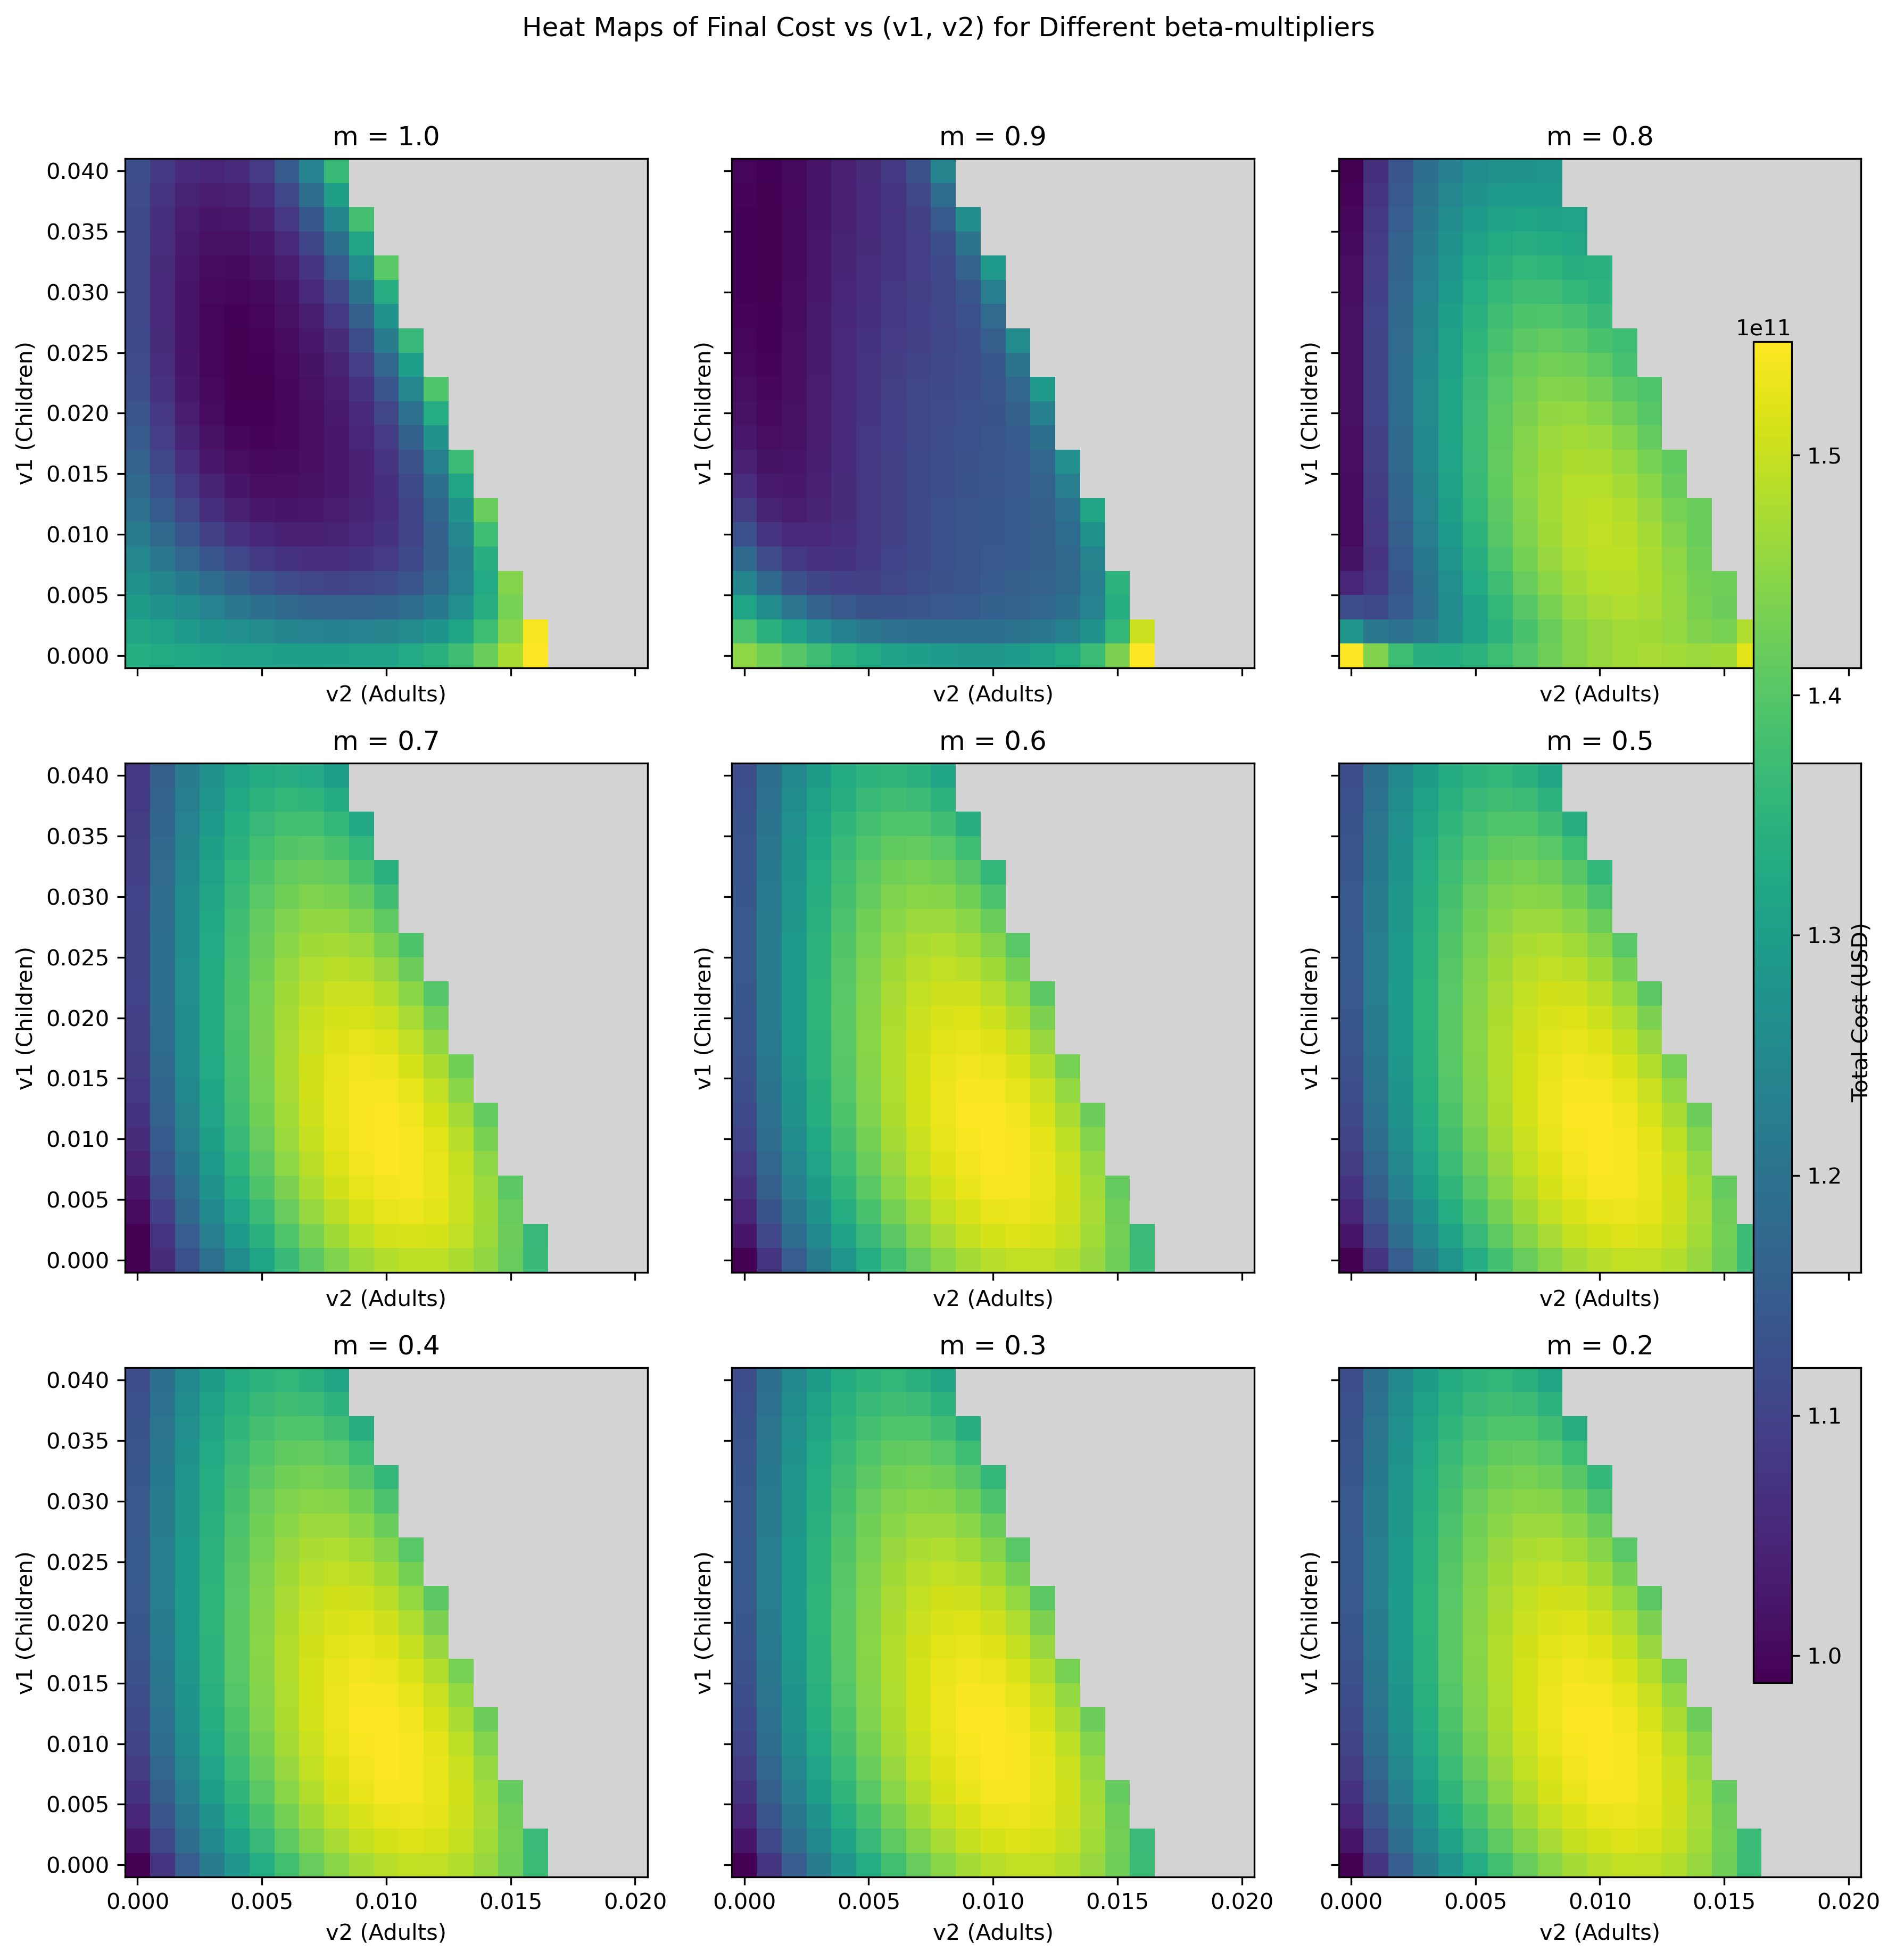 Heat Maps of Final Cost vs (v1, v2) for Different beta-multipliers
m = 1.0
0.040
0.035
0.030
0.025
0.020
0.015
0.010
0.005
0.000
v1 (Children)
v2 (Adults)
m = 0.9
v1 (Children)
v2 (Adults)
m = 0.8
v1 (Children)
v2 (Adults)
m = 0.7
0.040
0.035
0.030
0.025
0.020
0.015
0.010
0.005
0.000
v1 (Children)
v2 (Adults)
m = 0.6
v1 (Children)
v2 (Adults)
m = 0.5
v1 (Children)
v2 (Adults)
m = 0.4
0.040
0.035
0.030
0.025
0.020
0.015
0.010
0.005
0.000
v1 (Children)
0.000 0.005 0.010 0.015 0.020
v2 (Adults)
m = 0.3
v1 (Children)
0.000 0.005 0.010 0.015 0.020
v2 (Adults)
m = 0.2
v1 (Children)
0.000 0.005 0.010 0.015 0.020
v2 (Adults)
1e11
1.5
1.4
1.3
1.2
1.1
1.0
Total Cost (USD)